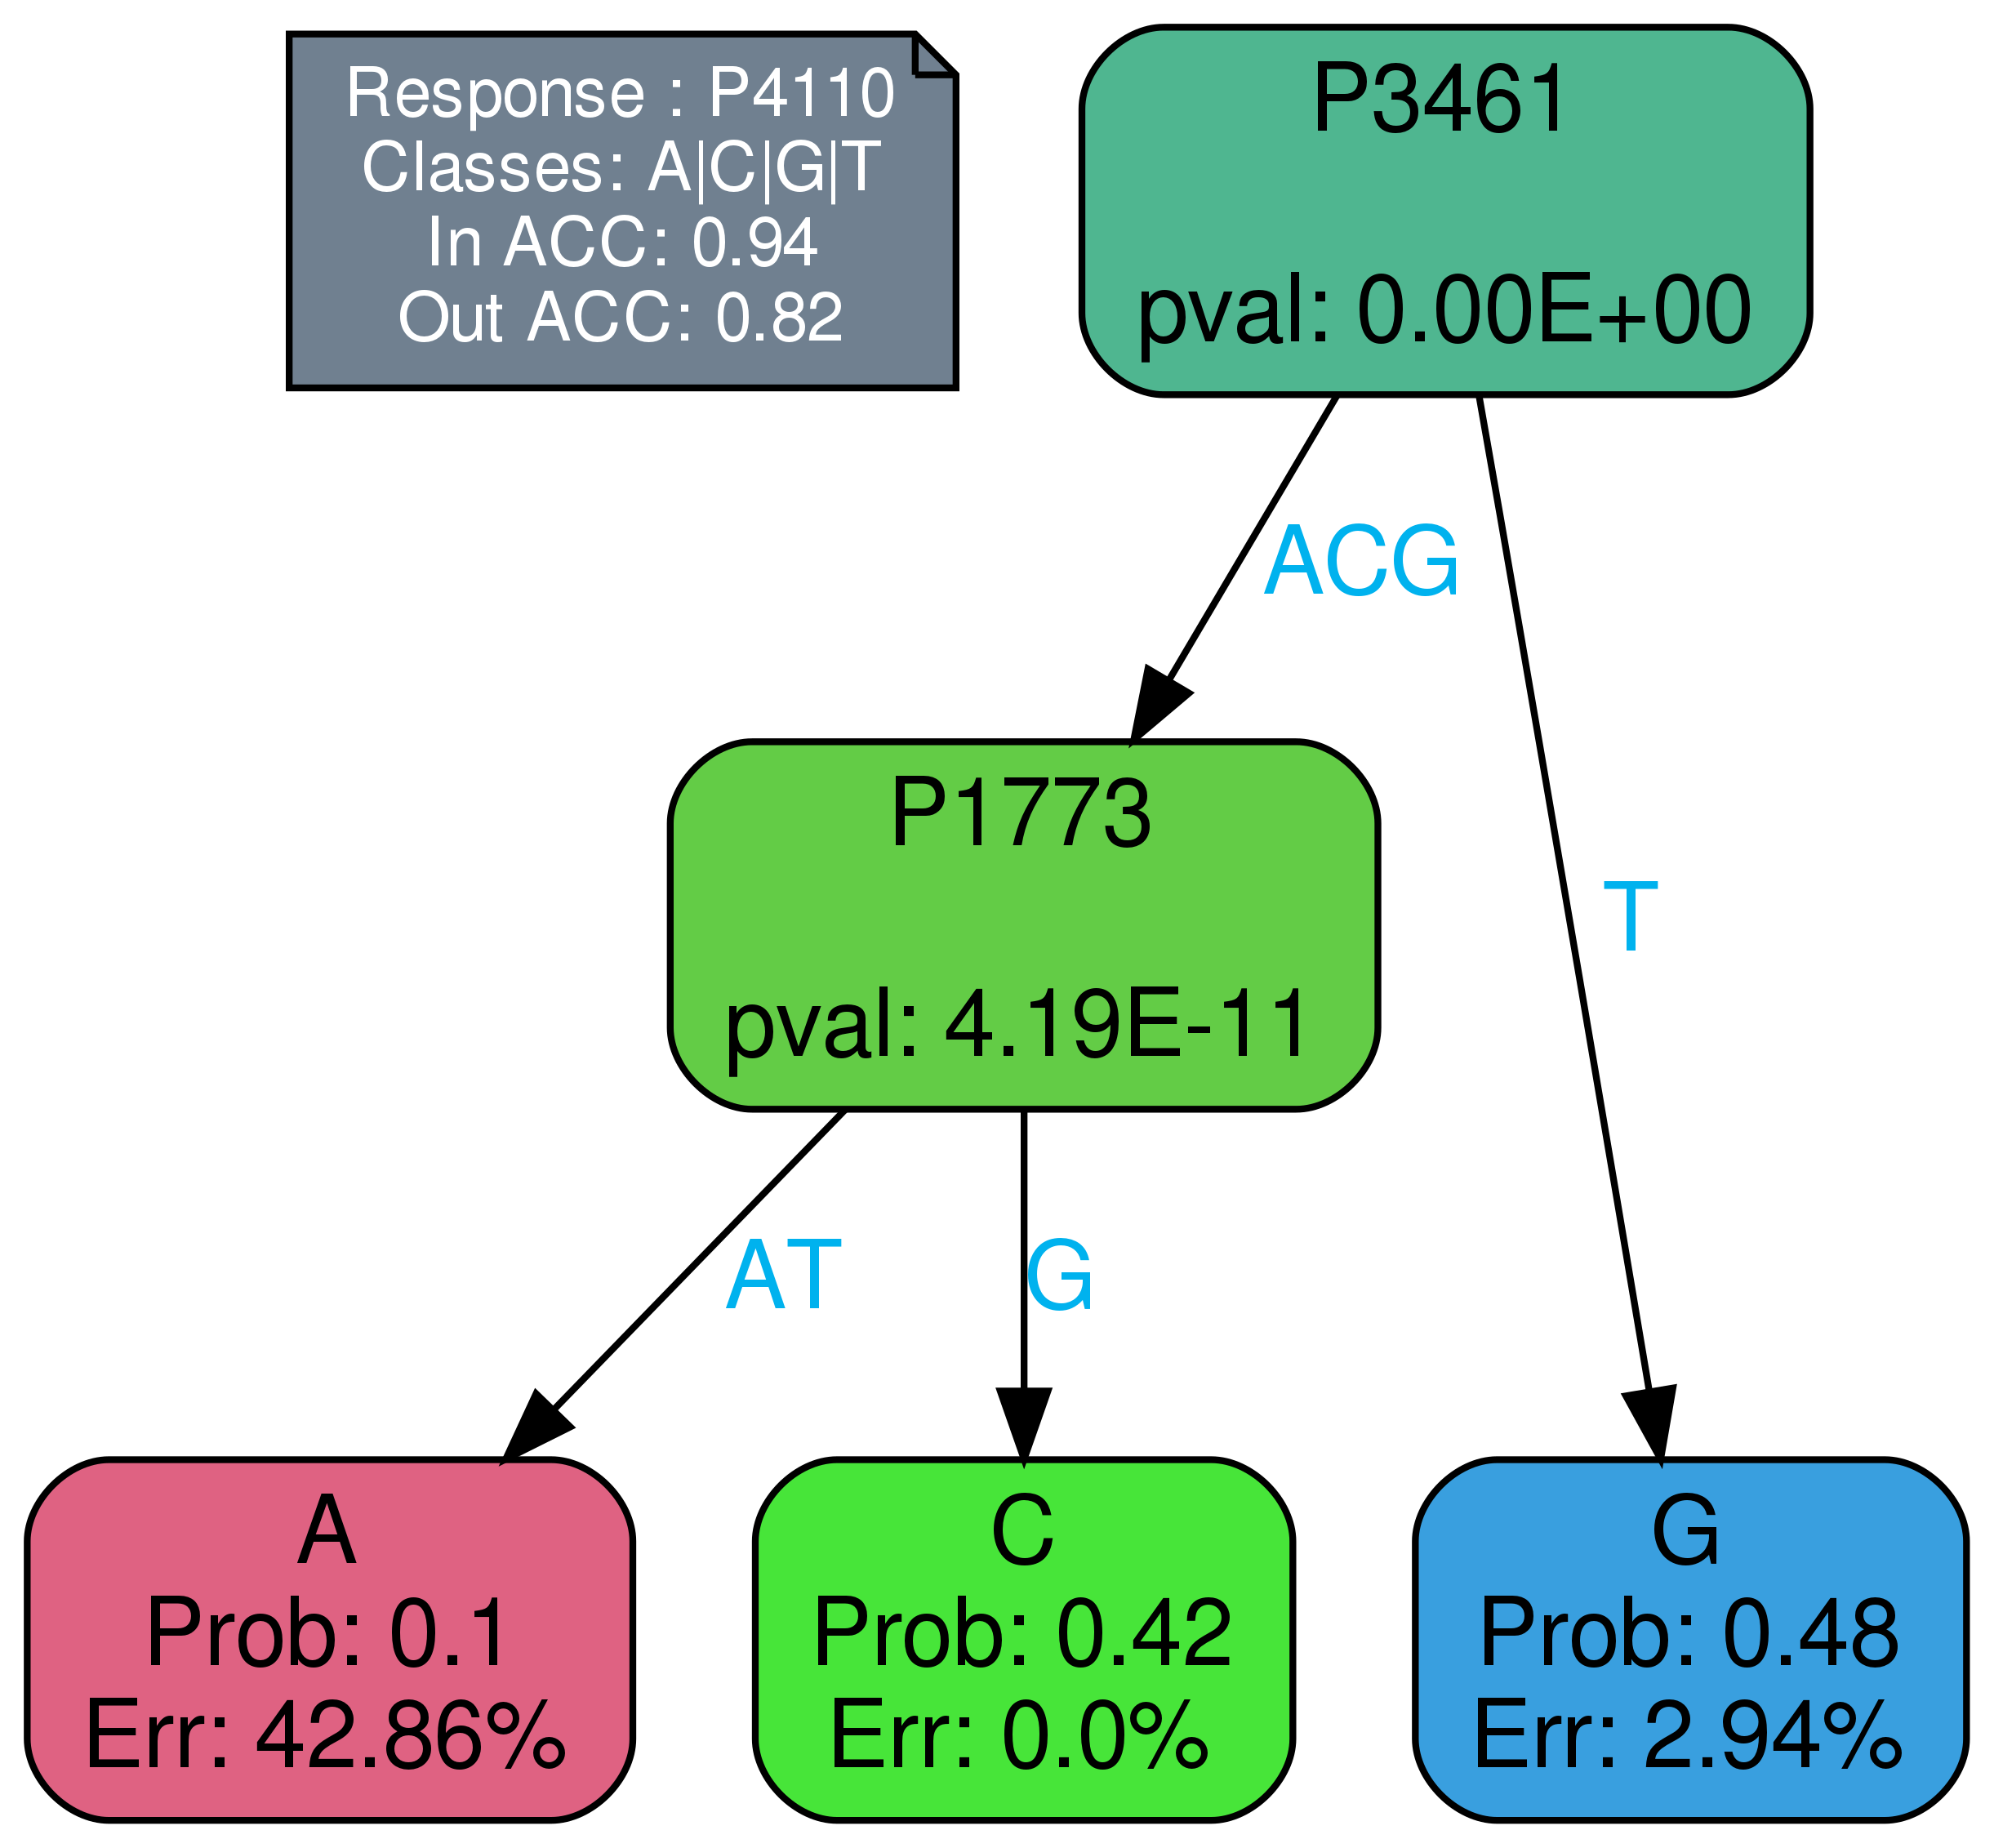 Response : P4110
Classes: A|C|G|T
In ACC: 0.94
Out ACC: 0.82
P3461
pval: 0.00E+00
ACG
T
P1773
pval: 4.19E-11
AT
G
A
Prob: 0.1
Err: 42.86%
C
Prob: 0.42
Err: 0.0%
G
Prob: 0.48
Err: 2.94%